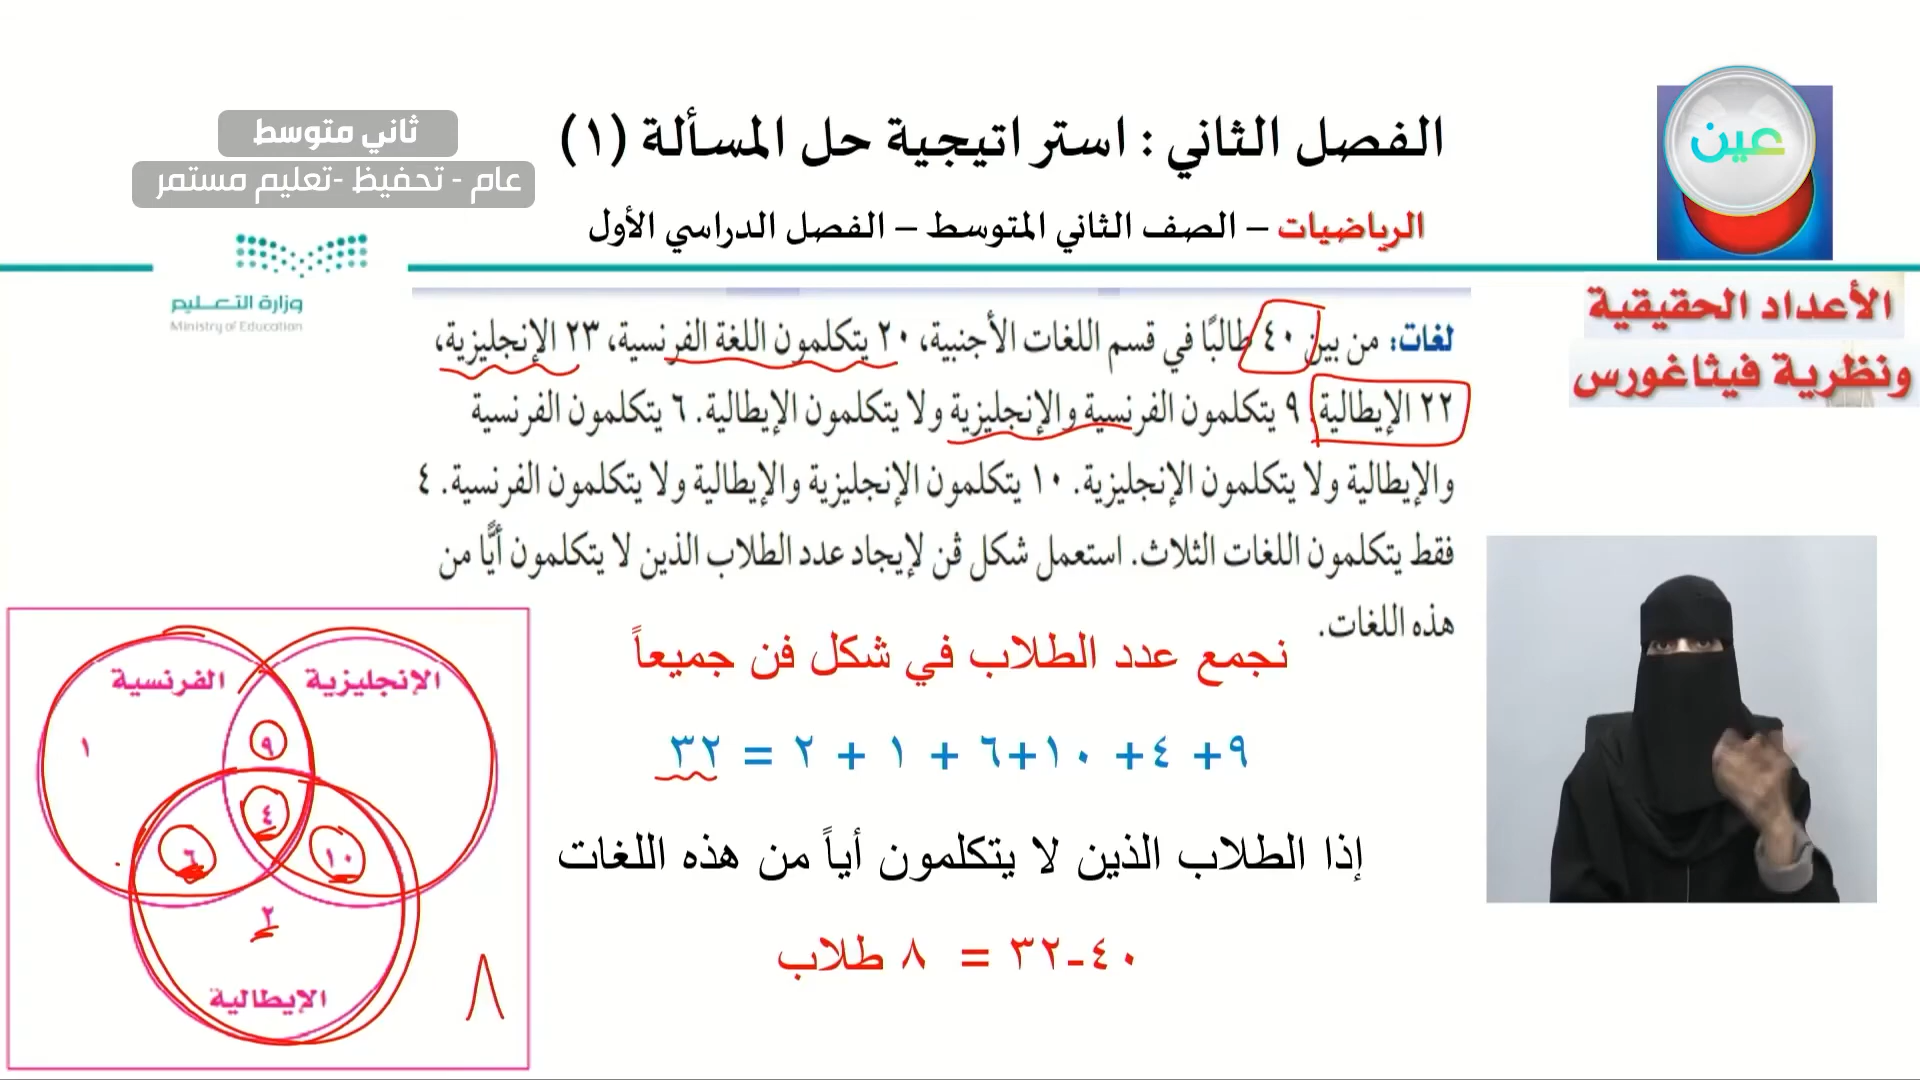 ثاني متوسط
عام - تحفيظ -تعليم مستمر
الفصل الثاني : استراتيجية حل المسألة (١)
الرياضيات – الصف الثاني المتوسط – الفصل الدراسي الأول
عين
وزارة التعليم
Ministry of Education
الأعداد الحقيقية
ونظرية فيثاغورس
لغات: من بين ٤٠ طالبًا في قسم اللغات الأجنبية، ٢٠ يتكلمون اللغة الفرنسية، ٢٣ الإنجليزية،
٢٢ الإيطالية. ٩ يتكلمون الفرنسية والإنجليزية ولا يتكلمون الإيطالية. ٦ يتكلمون الفرنسية
والإيطالية ولا يتكلمون الإنجليزية. ١٠ يتكلمون الإنجليزية والإيطالية ولا يتكلمون الفرنسية. ٤
فقط يتكلمون اللغات الثلاث. استعمل شكل ڤن لإيجاد عدد الطلاب الذين لا يتكلمون أيًّا من
هذه اللغات.
نجمع عدد الطلاب في شكل فن جميعاً
٩+ ٤+ ١٠+٦ + ١ + ٢ = ٣٢
إذا الطلاب الذين لا يتكلمون أياً من هذه اللغات
٤٠-٣٢ = ٨ طلاب
الإنجليزية
الفرنسية
٩
١
٤
١٠
٦
٢
الإيطالية
٨